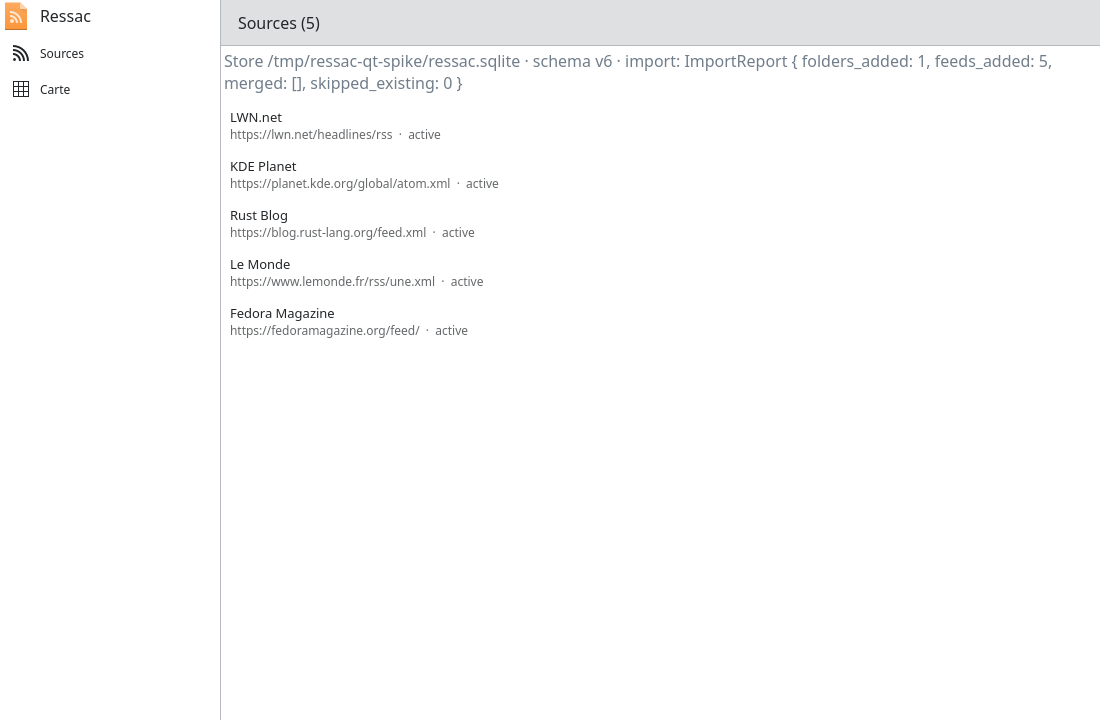 Ressac
Sources
Carte
Sources (5)
Store /tmp/ressac-qt-spike/ressac.sqlite · schema v6 · import: ImportReport { folders_added: 1, feeds_added: 5,
merged: [], skipped_existing: 0 }
LWN.net
https://lwn.net/headlines/rss · active
KDE Planet
https://planet.kde.org/global/atom.xml · active
Rust Blog
https://blog.rust-lang.org/feed.xml · active
Le Monde
https://www.lemonde.fr/rss/une.xml · active
Fedora Magazine
https://fedoramagazine.org/feed/ · active